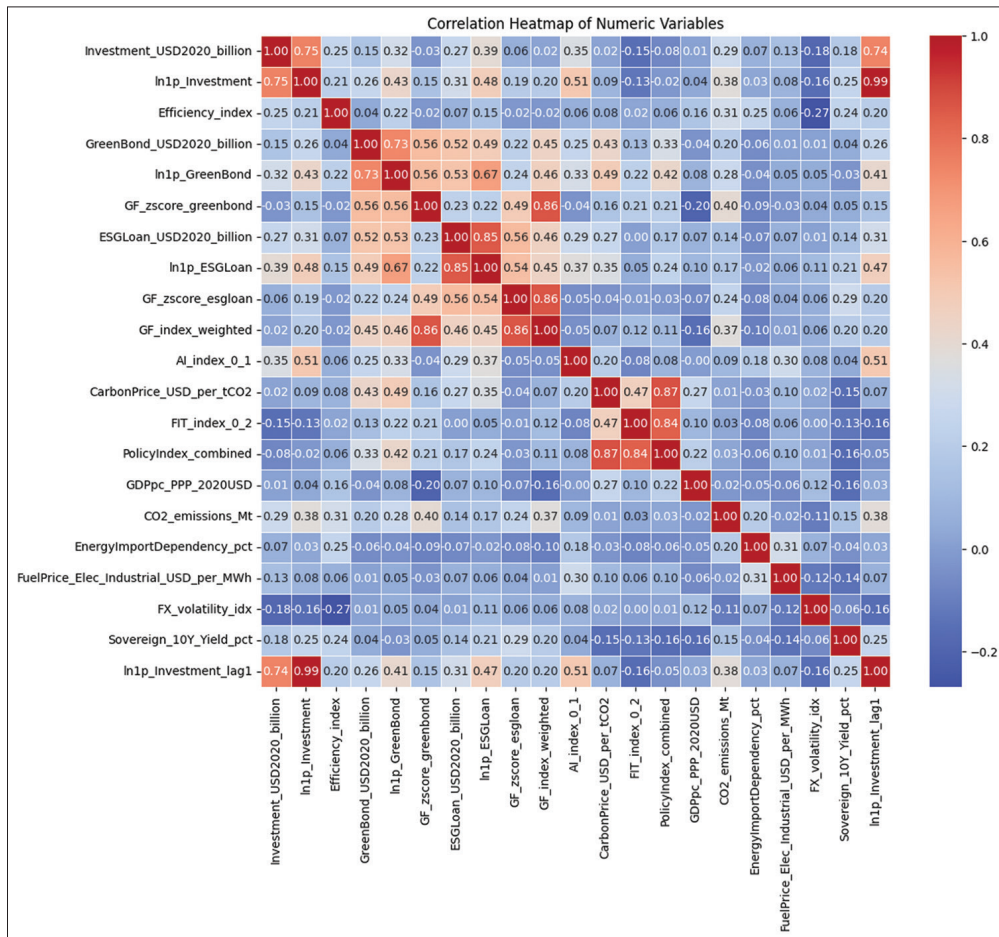 Correlation Heatmap of Numeric Variables
Investment_USD2020_billion 1.00 0.75 0.25 0.15 0.32 -0.03 0.27 0.39 0.06 0.02 0.35 0.02 -0.15 -0.08 0.01 0.29 0.07 0.13 -0.18 0.18 0.74
ln1p_Investment 0.75 1.00 0.21 0.26 0.43 0.15 0.31 0.48 0.19 0.20 0.51 0.09 -0.13 -0.02 0.04 0.38 0.03 0.08 -0.16 0.25 0.99
Efficiency_index 0.25 0.21 1.00 0.04 0.22 -0.02 0.07 0.15 -0.02 -0.02 0.06 0.08 0.02 0.06 0.16 0.31 0.25 0.06 -0.27 0.24 0.20
GreenBond_USD2020_billion 0.15 0.26 0.04 1.00 0.73 0.56 0.52 0.49 0.22 0.45 0.25 0.43 0.13 0.33 -0.04 0.20 -0.06 0.01 0.01 0.04 0.26
ln1p_GreenBond 0.32 0.43 0.22 0.73 1.00 0.56 0.53 0.67 0.24 0.46 0.33 0.49 0.22 0.42 0.08 0.28 -0.04 0.05 0.05 -0.03 0.41
GF_zscore_greenbond -0.03 0.15 -0.02 0.56 0.56 1.00 0.23 0.22 0.49 0.86 -0.04 0.16 0.21 0.21 -0.20 0.40 -0.09 -0.03 0.04 0.05 0.15
ESGLoan_USD2020_billion 0.27 0.31 0.07 0.52 0.53 0.23 1.00 0.85 0.56 0.46 0.29 0.27 0.00 0.17 0.07 0.14 -0.07 0.07 0.01 0.14 0.31
ln1p_ESGLoan 0.39 0.48 0.15 0.49 0.67 0.22 0.85 1.00 0.54 0.45 0.37 0.35 0.05 0.24 0.10 0.17 -0.02 0.06 0.11 0.21 0.47
GF_zscore_esgloan 0.06 0.19 -0.02 0.22 0.24 0.49 0.56 0.54 1.00 0.86 -0.05 -0.04 -0.01 -0.03 -0.07 0.24 -0.08 0.04 0.06 0.29 0.20
GF_index_weighted 0.02 0.20 -0.02 0.45 0.46 0.86 0.46 0.45 0.86 1.00 -0.05 0.07 0.12 0.11 -0.16 0.37 -0.10 0.01 0.06 0.20 0.20
AI_index_0_1 0.35 0.51 0.06 0.25 0.33 -0.04 0.29 0.37 -0.05 -0.05 1.00 0.20 -0.08 0.08 -0.00 0.09 0.18 0.30 0.08 0.04 0.51
CarbonPrice_USD_per_tCO2 0.02 0.09 0.08 0.43 0.49 0.16 0.27 0.35 -0.04 0.07 0.20 1.00 0.47 0.87 0.27 0.01 -0.03 0.10 0.02 -0.15 0.07
FIT_index_0_2 -0.15 -0.13 0.02 0.13 0.22 0.21 0.00 0.05 -0.01 0.12 -0.08 0.47 1.00 0.84 0.10 0.03 -0.08 0.06 0.00 -0.13 -0.16
PolicyIndex_combined -0.08 -0.02 0.06 0.33 0.42 0.21 0.17 0.24 -0.03 0.11 0.08 0.87 0.84 1.00 0.22 0.03 -0.06 0.10 0.01 -0.16 -0.05
GDPpc_PPP_2020USD 0.01 0.04 0.16 -0.04 0.08 -0.20 0.07 0.10 -0.07 -0.16 -0.00 0.27 0.10 0.22 1.00 -0.02 -0.05 -0.06 0.12 -0.16 0.03
CO2_emissions_Mt 0.29 0.38 0.31 0.20 0.28 0.40 0.14 0.17 0.24 0.37 0.09 0.01 0.03 0.03 -0.02 1.00 0.20 -0.02 -0.11 0.15 0.38
EnergyImportDependency_pct 0.07 0.03 0.25 -0.06 -0.04 -0.09 -0.07 -0.02 -0.08 -0.10 0.18 -0.03 -0.08 -0.06 -0.05 0.20 1.00 0.31 0.07 -0.04 0.03
FuelPrice_Elec_Industrial_USD_per_MWh 0.13 0.08 0.06 0.01 0.05 -0.03 0.07 0.06 0.04 0.01 0.30 0.10 0.06 0.10 -0.06 -0.02 0.31 1.00 -0.12 -0.14 0.07
FX_volatility_idx -0.18 -0.16 -0.27 0.01 0.05 0.04 0.01 0.11 0.06 0.06 0.08 0.02 0.00 0.01 0.12 -0.11 0.07 -0.12 1.00 -0.06 -0.16
Sovereign_10Y_Yield_pct 0.18 0.25 0.24 0.04 -0.03 0.05 0.14 0.21 0.29 0.20 0.04 -0.15 -0.13 -0.16 -0.16 0.15 -0.04 -0.14 -0.06 1.00 0.25
ln1p_Investment_lag1 0.74 0.99 0.20 0.26 0.41 0.15 0.31 0.47 0.20 0.20 0.51 0.07 -0.16 -0.05 0.03 0.38 0.03 0.07 -0.16 0.25 1.00
Investment_USD2020_billion
ln1p_Investment
Efficiency_index
GreenBond_USD2020_billion
ln1p_GreenBond
GF_zscore_greenbond
ESGLoan_USD2020_billion
ln1p_ESGLoan
GF_zscore_esgloan
GF_index_weighted
AI_index_0_1
CarbonPrice_USD_per_tCO2
FIT_index_0_2
PolicyIndex_combined
GDPpc_PPP_2020USD
CO2_emissions_Mt
EnergyImportDependency_pct
FuelPrice_Elec_Industrial_USD_per_MWh
FX_volatility_idx
Sovereign_10Y_Yield_pct
ln1p_Investment_lag1
1.0
0.8
0.6
0.4
0.2
0.0
−0.2